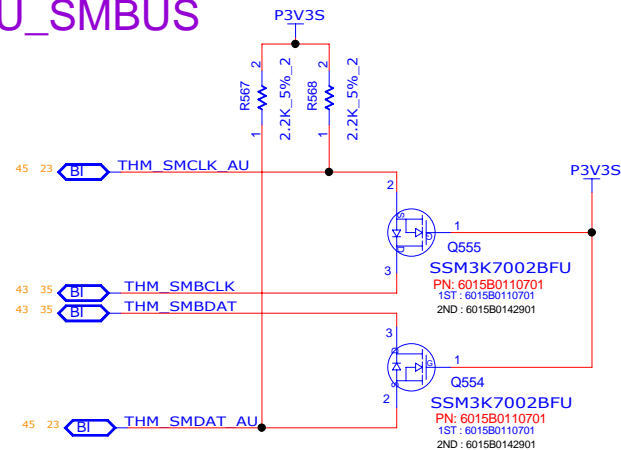 U_SMBUS
P3V3S
2
2
R567
2.2K_5%_2
R568
2.2K_5%_2
1
1
45 23 BI THM_SMCLK_AU
P3V3S
2
S
G
1
D
Q555
3
SSM3K7002BFU
PN: 6015B0110701
1ST : 6015B0110701
2ND : 6015B0142901
43 35 BI THM_SMBCLK
43 35 BI THM_SMBDAT
3
D
G
1
S
Q554
2
SSM3K7002BFU
PN: 6015B0110701
1ST : 6015B0110701
2ND : 6015B0142901
45 23 BI THM_SMDAT_AU